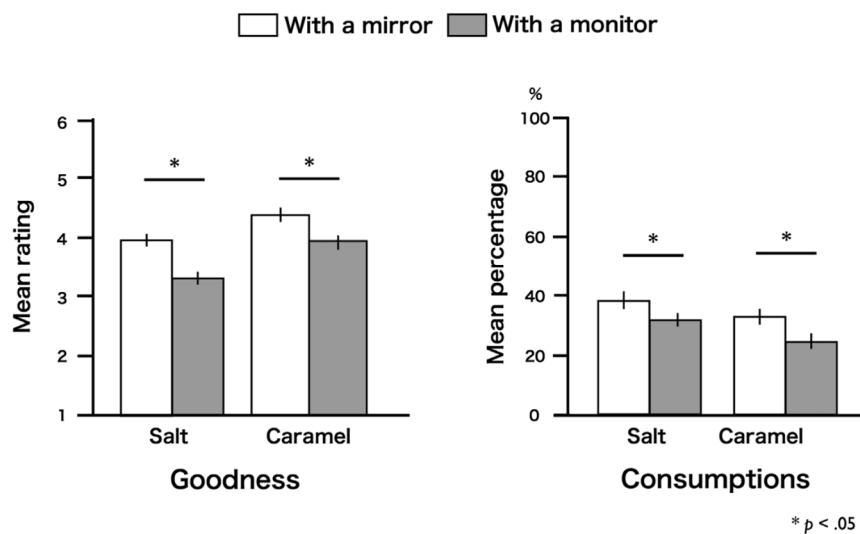 With a mirror With a monitor
Mean rating
6
5
4
3
2
1
* *
Salt Caramel
Goodness
%
Mean percentage
100
80
60
40
20
0
* *
Salt Caramel
Consumptions
* p < .05